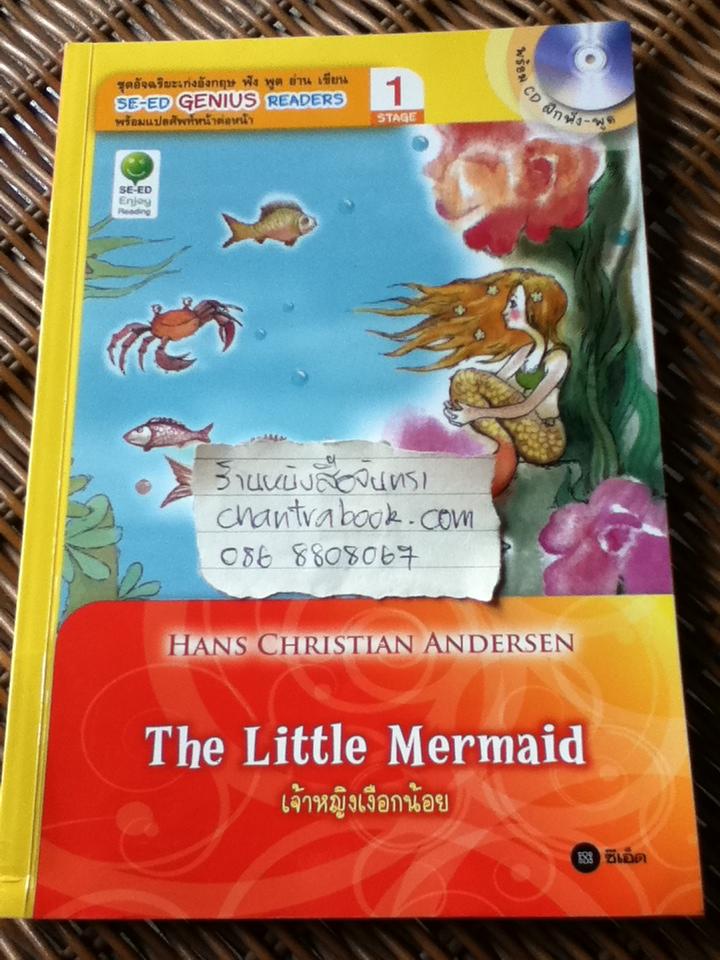 ชุดอัจฉริยะเก่งอังกฤษ ฟัง พูด อ่าน เขียน
SE-ED GENIUS READERS
พร้อมแปลศัพท์หน้าต่อหน้า
1
STAGE
พร้อม CD ฝึกฟัง-พูด
SE-ED
Enjoy
Reading
ร้านหนังสือจันทรา
chantrabook.com
086 8808067
HANS CHRISTIAN ANDERSEN
The Little Mermaid
เจ้าหญิงเงือกน้อย
ซีเอ็ด